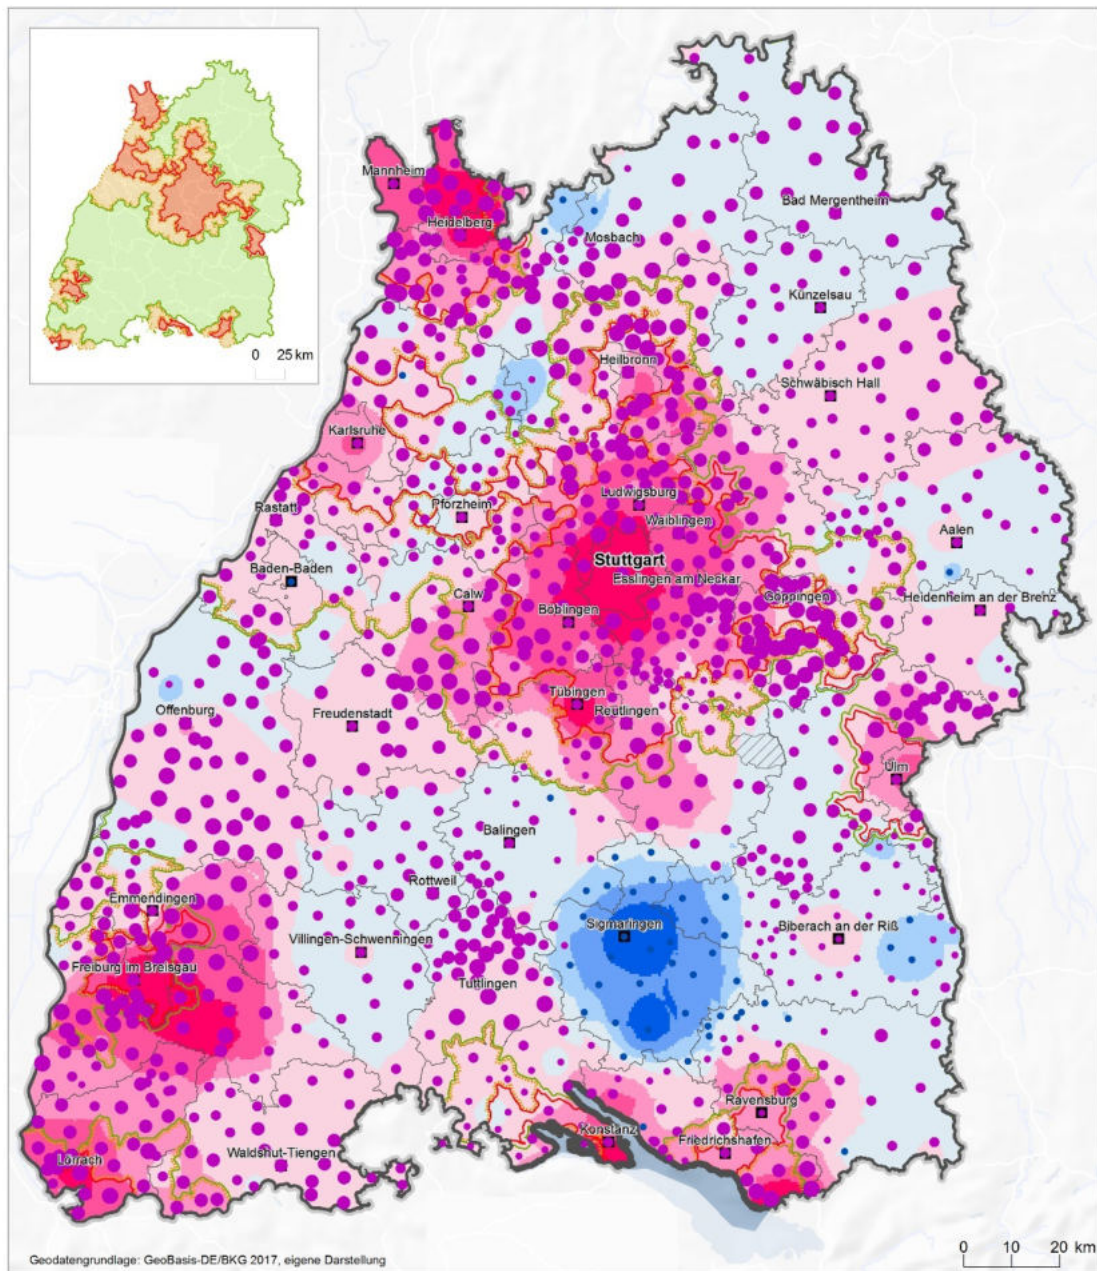 0 25 km
Mannheim
Heidelberg
Mosbach
Bad Mergentheim
Künzelsau
Heilbronn
Schwäbisch Hall
Karlsruhe
Ludwigsburg
Pforzheim
Rastatt
Waiblingen
Aalen
Stuttgart
Baden-Baden
Esslingen am Neckar
Calw
Göppingen
Heidenheim an der Brenz
Böblingen
Tübingen
Reutlingen
Offenburg
Freudenstadt
Ulm
Balingen
Rottweil
Emmendingen
Sigmaringen
Biberach an der Riß
Villingen-Schwenningen
Freiburg im Breisgau
Tuttlingen
Ravensburg
Konstanz
Friedrichshafen
Lörrach
Waldshut-Tiengen
Geodatengrundlage: GeoBasis-DE/BKG 2017, eigene Darstellung
0 10 20 km